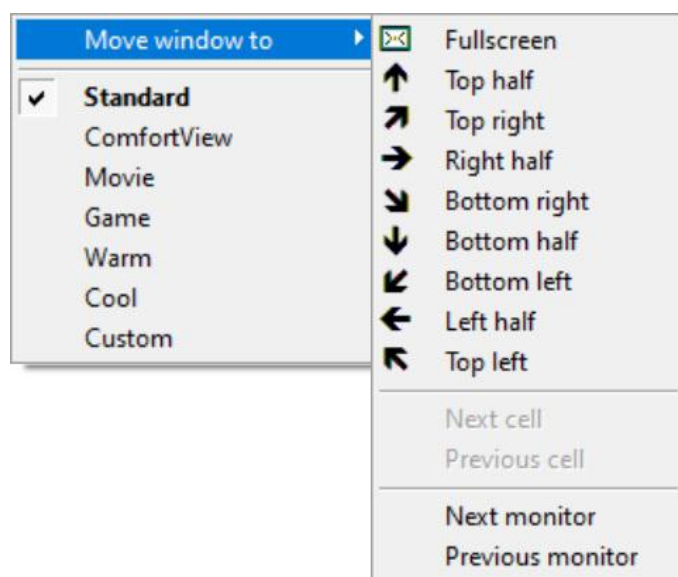 Move window to
Standard
ComfortView
Movie
Game
Warm
Cool
Custom
Fullscreen
Top half
Top right
Right half
Bottom right
Bottom half
Bottom left
Left half
Top left
Next cell
Previous cell
Next monitor
Previous monitor